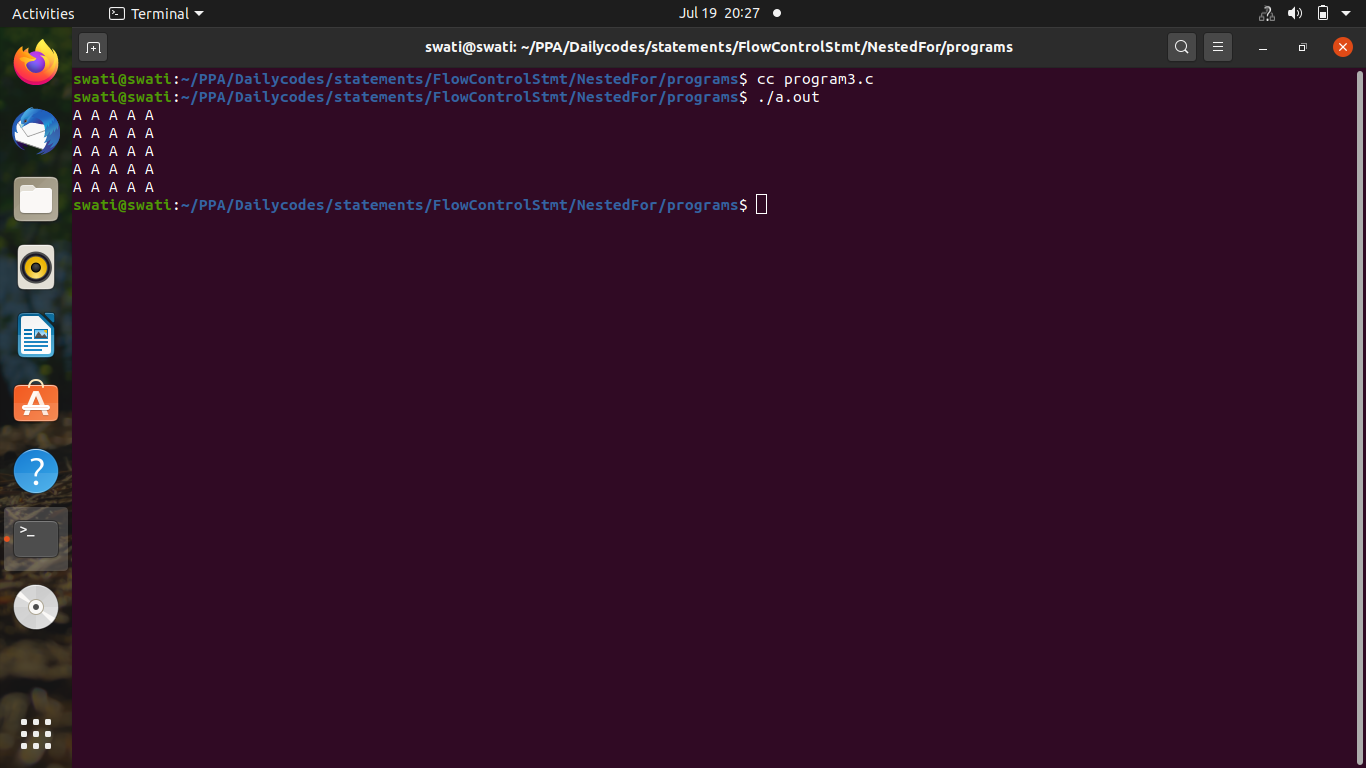 Activities
Terminal
Jul 19 20:27
swati@swati: ~/PPA/Dailycodes/statements/FlowControlStmt/NestedFor/programs
swati@swati:~/PPA/Dailycodes/statements/FlowControlStmt/NestedFor/programs$ cc program3.c
swati@swati:~/PPA/Dailycodes/statements/FlowControlStmt/NestedFor/programs$ ./a.out
A A A A A
A A A A A
A A A A A
A A A A A
A A A A A
swati@swati:~/PPA/Dailycodes/statements/FlowControlStmt/NestedFor/programs$